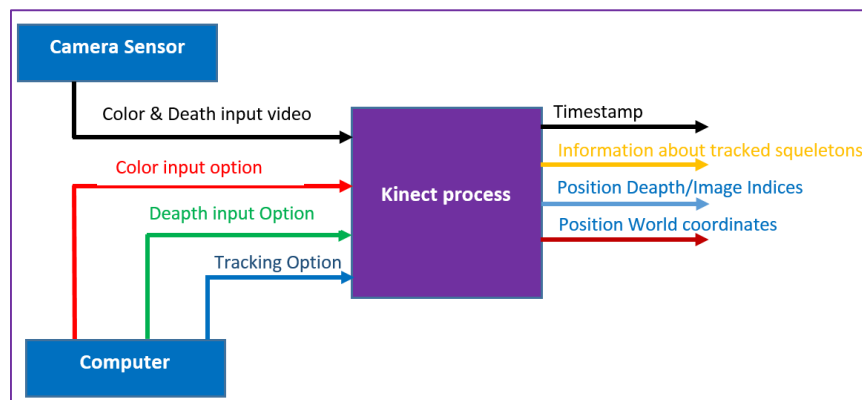 Camera Sensor
Color & Death input video
Color input option
Deapth input Option
Tracking Option
Computer
Kinect process
Timestamp
Information about tracked squeletons
Position Deapth/Image Indices
Position World coordinates